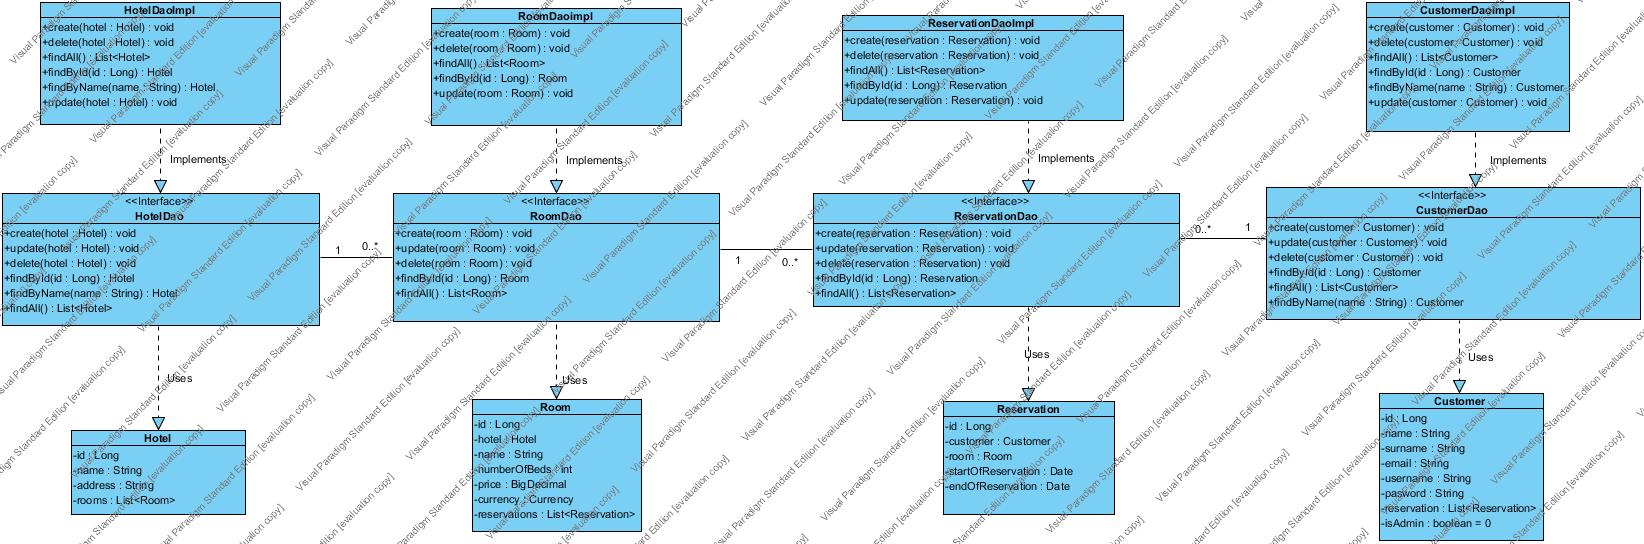 HotelDaoImpl
+create(hotel : Hotel) : void
+delete(hotel : Hotel) : void
+findAll() : List<Hotel>
+findById(id : Long) : Hotel
+findByName(name : String) : Hotel
+update(hotel : Hotel) : void
RoomDaoImpl
+create(room : Room) : void
+delete(room : Room) : void
+findAll() : List<Room>
+findById(id : Long) : Room
+update(room : Room) : void
ReservationDaoImpl
+create(reservation : Reservation) : void
+delete(reservation : Reservation) : void
+findAll() : List<Reservation>
+findById(id : Long) : Reservation
+update(reservation : Reservation) : void
CustomerDaoImpl
+create(customer : Customer) : void
+delete(customer : Customer) : void
+findAll() : List<Customer>
+findById(id : Long) : Customer
+findByName(name : String) : Customer
+update(customer : Customer) : void
Implements
Implements
Implements
Implements
<<Interface>>
HotelDao
+create(hotel : Hotel) : void
+update(hotel : Hotel) : void
+delete(hotel : Hotel) : void
+findById(id : Long) : Hotel
+findByName(name : String) : Hotel
+findAll() : List<Hotel>
1
0..*
<<Interface>>
RoomDao
+create(room : Room) : void
+update(room : Room) : void
+delete(room : Room) : void
+findById(id : Long) : Room
+findAll() : List<Room>
1
0..*
<<Interface>>
ReservationDao
+create(reservation : Reservation) : void
+update(reservation : Reservation) : void
+delete(reservation : Reservation) : void
+findById(id : Long) : Reservation
+findAll() : List<Reservation>
0..*
1
<<Interface>>
CustomerDao
+create(customer : Customer) : void
+update(customer : Customer) : void
+delete(customer : Customer) : void
+findById(id : Long) : Customer
+findAll() : List<Customer>
+findByName(name : String) : Customer
Uses
Uses
Uses
Uses
Hotel
-id : Long
-name : String
-address : String
-rooms : List<Room>
Room
-id : Long
-hotel : Hotel
-name : String
-numberOfBeds : int
-price : BigDecimal
-currency : Currency
-reservations : List<Reservation>
Reservation
-id : Long
-customer : Customer
-room : Room
-startOfReservation : Date
-endOfReservation : Date
Customer
-id : Long
-name : String
-surname : String
-email : String
-username : String
-pasword : String
-reservation : List<Reservation>
-isAdmin : boolean = 0
Visual Paradigm Standard Edition [evaluation copy]